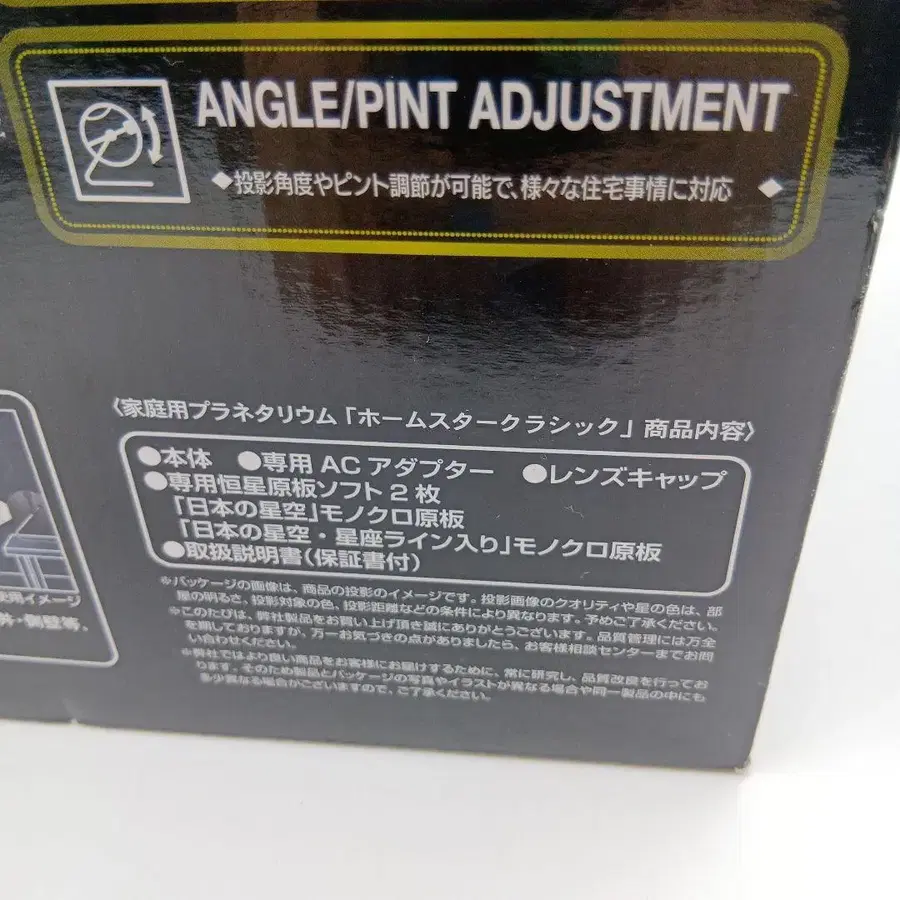 ANGLE/PINT ADJUSTMENT
◆投影角度やピント調節が可能で、様々な住宅事情に対応 ◆
〈家庭用プラネタリウム「ホームスタークラシック」商品内容〉
●本体 ●専用ACアダプター ●レンズキャップ
●専用恒星原板ソフト2枚
「日本の星空」モノクロ原板
「日本の星空・星座ライン入り」モノクロ原板
●取扱説明書(保証書付)
使用イメージ
井・側壁等、
※パッケージの画像は、商品の投影のイメージです。投影画像のクオリティや星の色は、部
屋の明るさ、投影対象の色、投影距離などの条件により異なります。予めご了承ください。
※このたびは、弊社製品をお買い上げ頂き誠にありがとうございます。品質管理には万全
を期しておりますが、万一お気づきの点がありましたら、お客様相談センターまでお問
い合わせください。
※弊社ではより良い商品をお客様にお届けするために、常に研究し、品質改良を行ってお
ります。そのため製品とパッケージの写真やイラストが異なる場合や同一製品の中にも
多少異なる場合がございますので、ご了承ください。